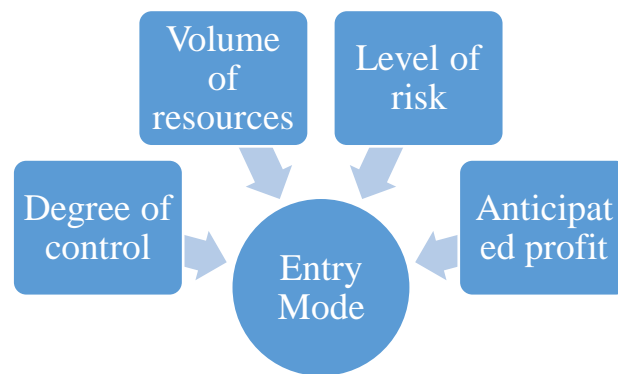 Volume
of
resources
Level of
risk
Degree of
control
Anticipat
ed profit
Entry
Mode